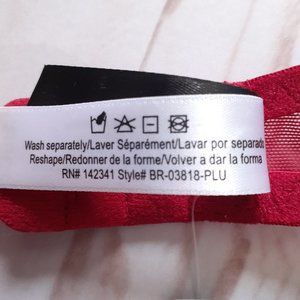 Wash separately/Laver Séparément/Lavar por separado
Reshape/Redonner de la forme/Volver a dar la forma
RN# 142341 Style# BR-03818-PLU